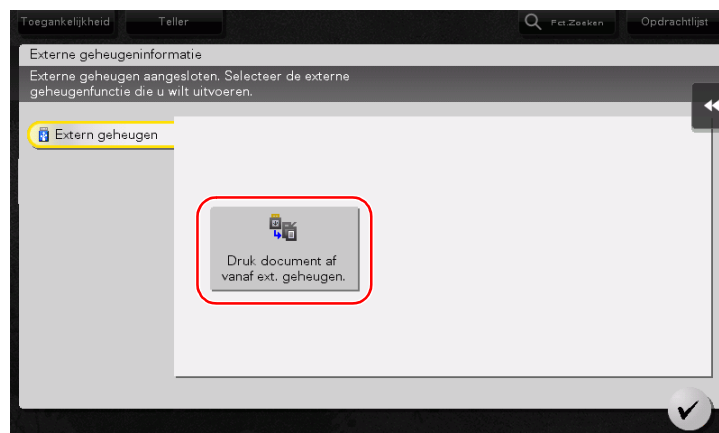 Toegankelijkheid Teller Fct.Zoeken Opdrachtlijst
Externe geheugeninformatie
Externe geheugen aangesloten. Selecteer de externe
geheugenfunctie die u wilt uitvoeren.
Extern geheugen
Druk document af
vanaf ext. geheugen.